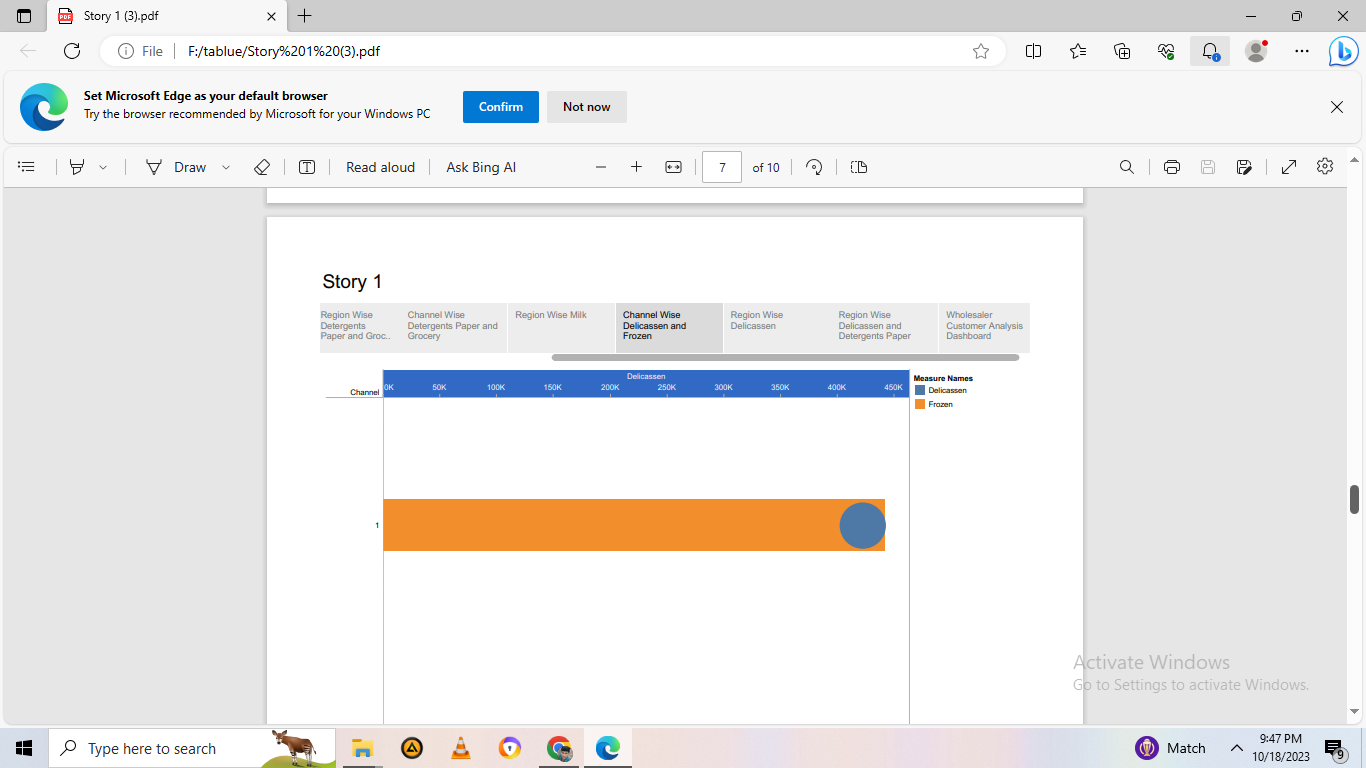 Story 1 (3).pdf
File
F:/tablue/Story%201%20(3).pdf
Set Microsoft Edge as your default browser
Try the browser recommended by Microsoft for your Windows PC
Confirm
Not now
Draw
Read aloud
Ask Bing AI
7
of 10
Story 1
Region Wise
Detergents
Paper and Groc..
Channel Wise
Detergents Paper and
Grocery
Region Wise Milk
Channel Wise
Delicassen and
Frozen
Region Wise
Delicassen
Region Wise
Delicassen and
Detergents Paper
Wholesaler
Customer Analysis
Dashboard
Delicassen
Channel
0K 50K 100K 150K 200K 250K 300K 350K 400K 450K
Measure Names
Delicassen
Frozen
1
Activate Windows
Go to Settings to activate Windows.
Type here to search
Match
9:47 PM
10/18/2023
9